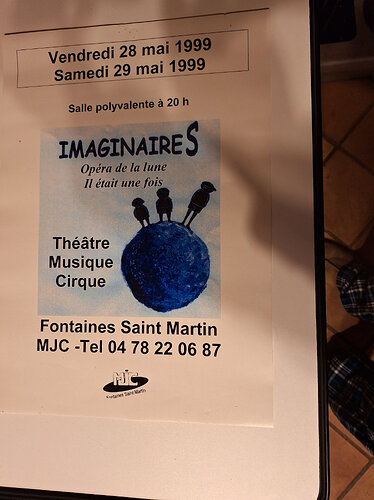 Vendredi 28 mai 1999
Samedi 29 mai 1999
Salle polyvalente à 20 h
IMAGINAIRES
Opéra de la lune
Il était une fois
Théâtre
Musique
Cirque
Fontaines Saint Martin
MJC -Tel 04 78 22 06 87
MJC
Fontaines Saint Martin